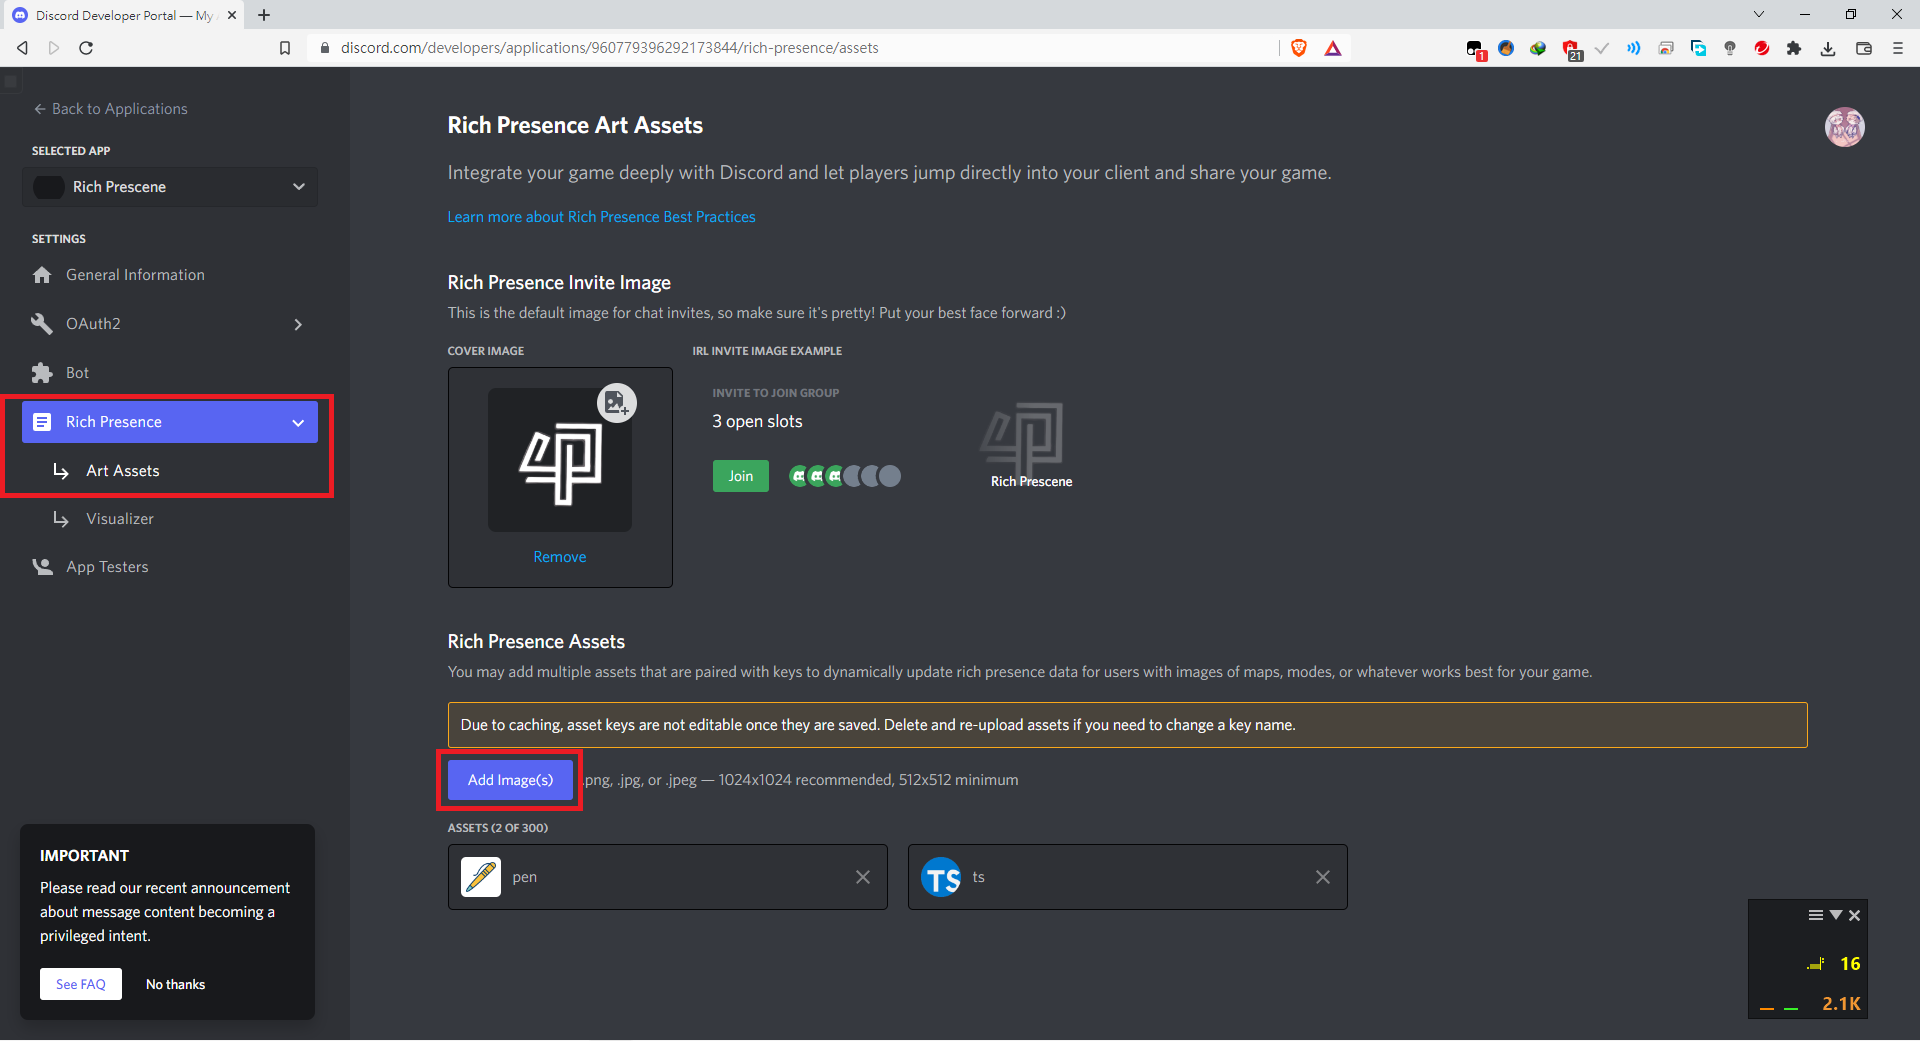 Discord Developer Portal — My
discord.com/developers/applications/960779396292173844/rich-presence/assets
1
21
Back to Applications
SELECTED APP
Rich Prescene
SETTINGS
General Information
OAuth2
Bot
Rich Presence
Art Assets
Visualizer
App Testers
IMPORTANT
Please read our recent announcement
about message content becoming a
privileged intent.
See FAQ
No thanks
Rich Presence Art Assets
Integrate your game deeply with Discord and let players jump directly into your client and share your game.
Learn more about Rich Presence Best Practices
Rich Presence Invite Image
This is the default image for chat invites, so make sure it's pretty! Put your best face forward :)
COVER IMAGE
Remove
IRL INVITE IMAGE EXAMPLE
INVITE TO JOIN GROUP
3 open slots
Join
Rich Prescene
Rich Presence Assets
You may add multiple assets that are paired with keys to dynamically update rich presence data for users with images of maps, modes, or whatever works best for your game.
Due to caching, asset keys are not editable once they are saved. Delete and re-upload assets if you need to change a key name.
Add Image(s)
.png, .jpg, or .jpeg — 1024x1024 recommended, 512x512 minimum
ASSETS (2 OF 300)
pen
TS
ts
16
2.1K